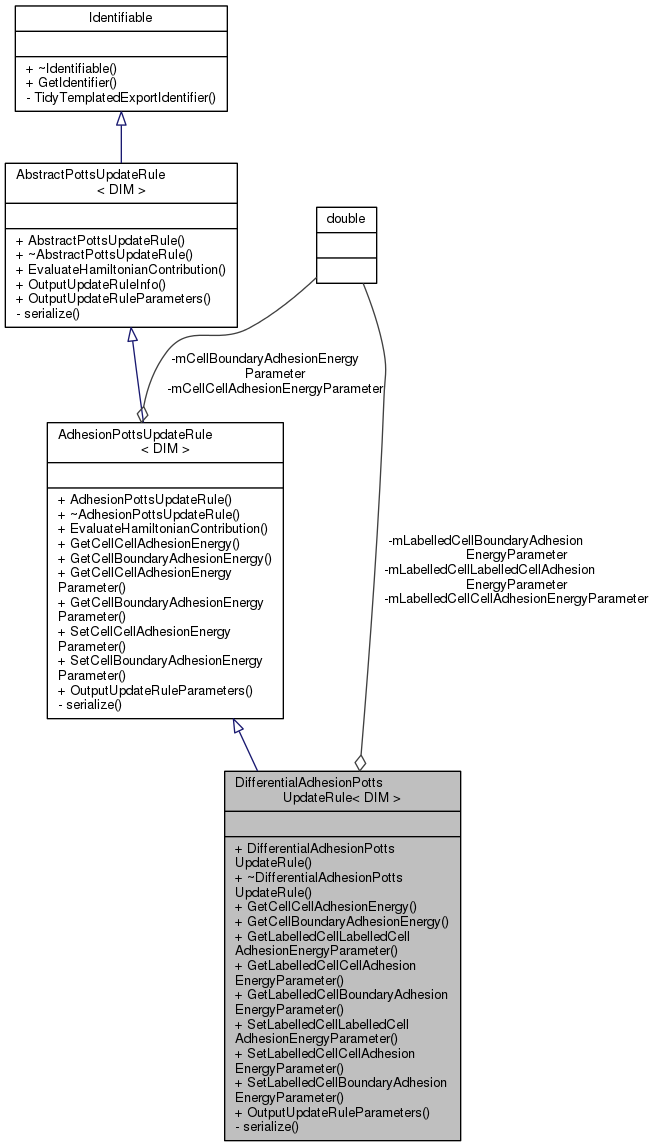 Identifiable
+ ~Identifiable()
+ GetIdentifier()
- TidyTemplatedExportIdentifier()
AbstractPottsUpdateRule
< DIM >
+ AbstractPottsUpdateRule()
+ ~AbstractPottsUpdateRule()
+ EvaluateHamiltonianContribution()
+ OutputUpdateRuleInfo()
+ OutputUpdateRuleParameters()
- serialize()
double
-mCellBoundaryAdhesionEnergy
Parameter
-mCellCellAdhesionEnergyParameter
AdhesionPottsUpdateRule
< DIM >
+ AdhesionPottsUpdateRule()
+ ~AdhesionPottsUpdateRule()
+ EvaluateHamiltonianContribution()
+ GetCellCellAdhesionEnergy()
+ GetCellBoundaryAdhesionEnergy()
+ GetCellCellAdhesionEnergy
Parameter()
+ GetCellBoundaryAdhesionEnergy
Parameter()
+ SetCellCellAdhesionEnergy
Parameter()
+ SetCellBoundaryAdhesionEnergy
Parameter()
+ OutputUpdateRuleParameters()
- serialize()
-mLabelledCellBoundaryAdhesion
EnergyParameter
-mLabelledCellLabelledCellAdhesion
EnergyParameter
-mLabelledCellCellAdhesionEnergyParameter
DifferentialAdhesionPotts
UpdateRule< DIM >
+ DifferentialAdhesionPotts
UpdateRule()
+ ~DifferentialAdhesionPotts
UpdateRule()
+ GetCellCellAdhesionEnergy()
+ GetCellBoundaryAdhesionEnergy()
+ GetLabelledCellLabelledCell
AdhesionEnergyParameter()
+ GetLabelledCellCellAdhesion
EnergyParameter()
+ GetLabelledCellBoundaryAdhesion
EnergyParameter()
+ SetLabelledCellLabelledCell
AdhesionEnergyParameter()
+ SetLabelledCellCellAdhesion
EnergyParameter()
+ SetLabelledCellBoundaryAdhesion
EnergyParameter()
+ OutputUpdateRuleParameters()
- serialize()